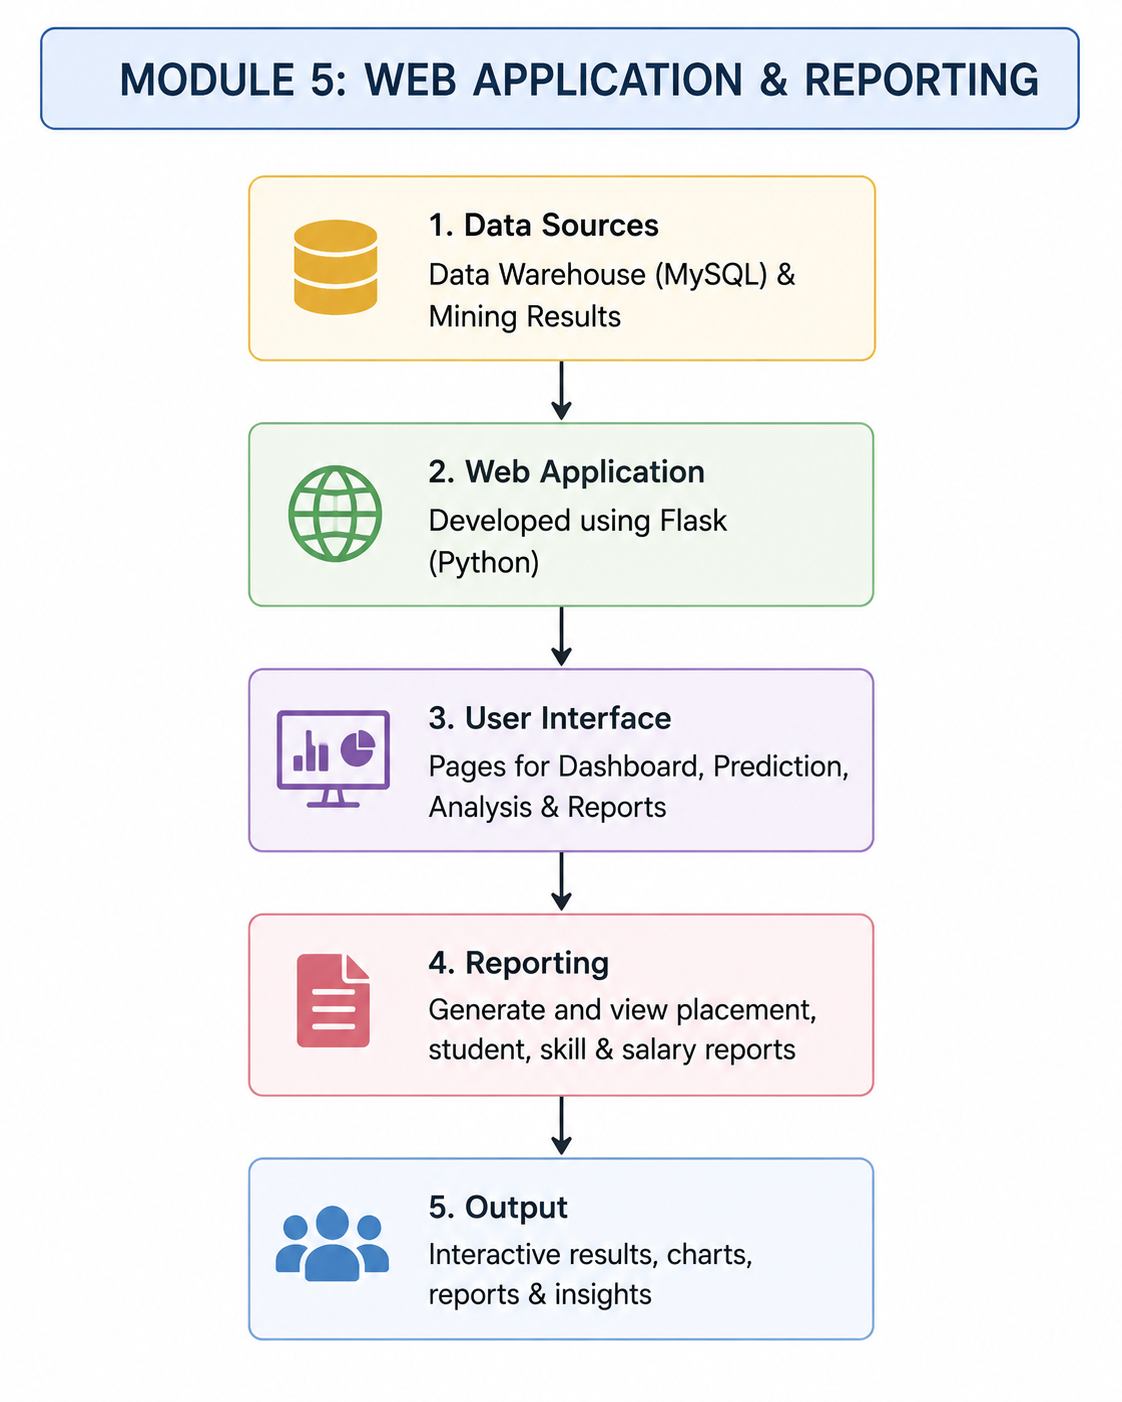 MODULE 5: WEB APPLICATION & REPORTING
1. Data Sources
Data Warehouse (MySQL) &
Mining Results
2. Web Application
Developed using Flask
(Python)
3. User Interface
Pages for Dashboard, Prediction,
Analysis & Reports
4. Reporting
Generate and view placement,
student, skill & salary reports
5. Output
Interactive results, charts,
reports & insights